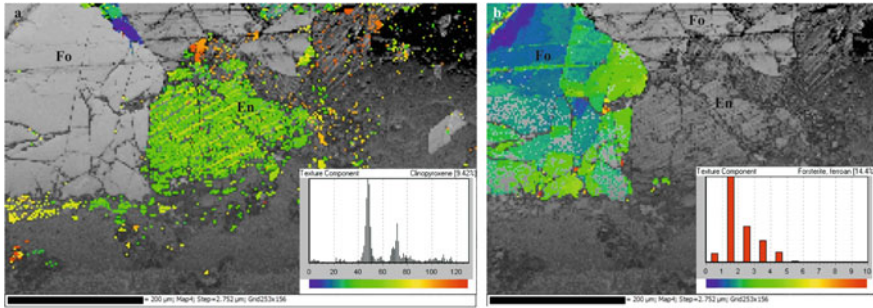 a
Fo
En
Texture Component Clinopyroxene [9.42%]
0 20 40 60 80 100 120
= 200 µm; Map4; Step=2.752 µm; Grid253x156
b
Fo
En
Texture Component Forsterite, ferroan [14.4%]
0 1 2 3 4 5 6 7 8 9 10
= 200 µm; Map4; Step=2.752 µm; Grid253x156